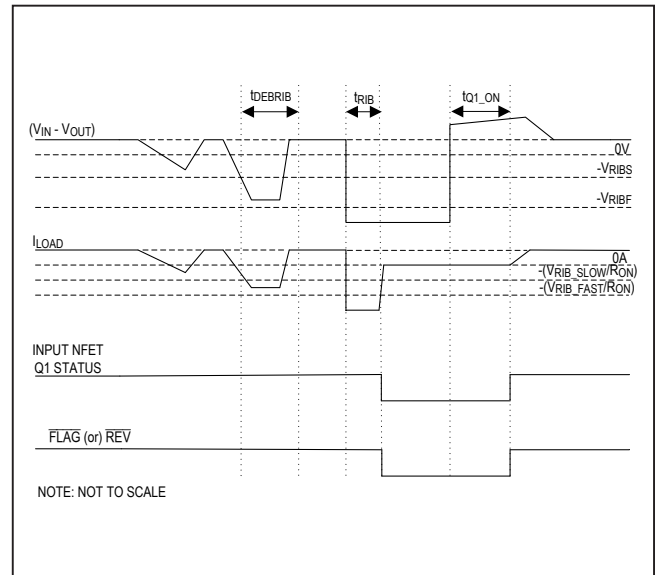 tDEBRIB
tRIB
tQ1_ON
(VIN - VOUT)
0V
-VRIBS
-VRIBF
ILOAD
0A
-(VRIB_SLOW/RON)
-(VRIB_FAST/RON)
INPUT NFET
Q1 STATUS
FLAG (or) REV
NOTE: NOT TO SCALE